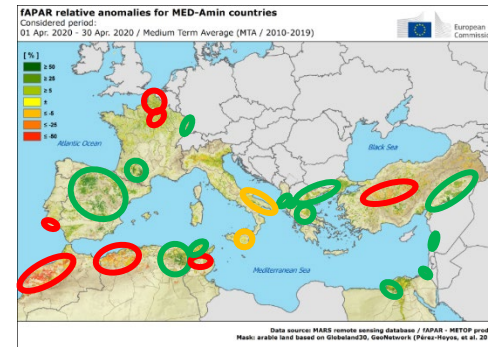 fAPAR relative anomalies for MED-Amin countries
Considered period:
01 Apr. 2020 - 30 Apr. 2020 / Medium Term Average (MTA / 2010-2019)
European
Commiss
[ % ]
≥ 50
≥ 25
≥ 5
±
≤ -5
≤ -25
≤ -50
Atlantic Ocean
Black Sea
Mediterranean Sea
Data source: MARS remote sensing database / fAPAR - METOP prod
Mask: arable land based on Globeland30, GeoNetwork (Pérez-Hoyos, et al. 20